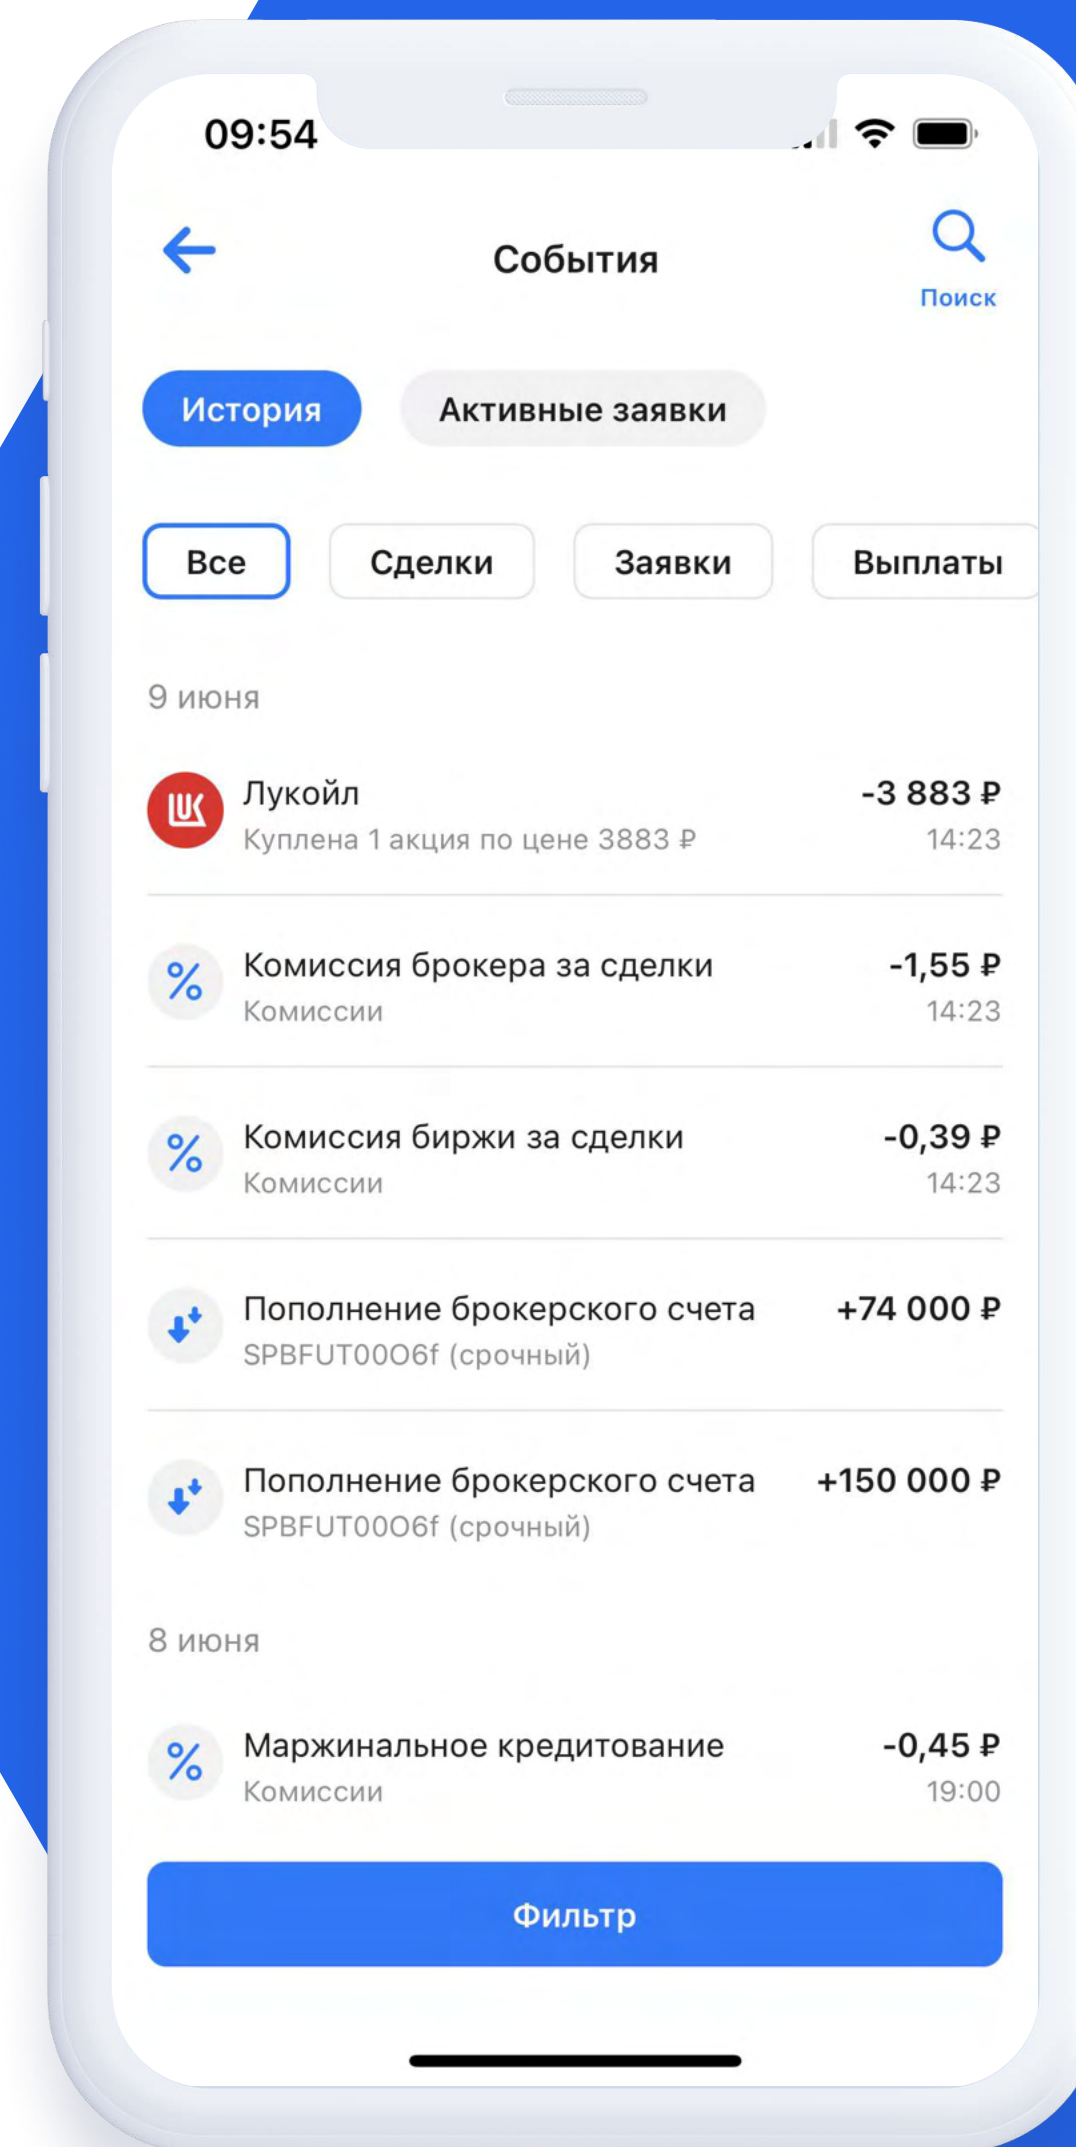 09:54
События
Поиск
История Активные заявки
Все Сделки Заявки Выплаты
9 июня
Лукойл -3 883 ₽
Куплена 1 акция по цене 3883 ₽ 14:23
Комиссия брокера за сделки -1,55 ₽
Комиссии 14:23
Комиссия биржи за сделки -0,39 ₽
Комиссии 14:23
Пополнение брокерского счета +74 000 ₽
SPBFUT00O6f (срочный)
Пополнение брокерского счета +150 000 ₽
SPBFUT00O6f (срочный)
8 июня
Маржинальное кредитование -0,45 ₽
Комиссии 19:00
Фильтр